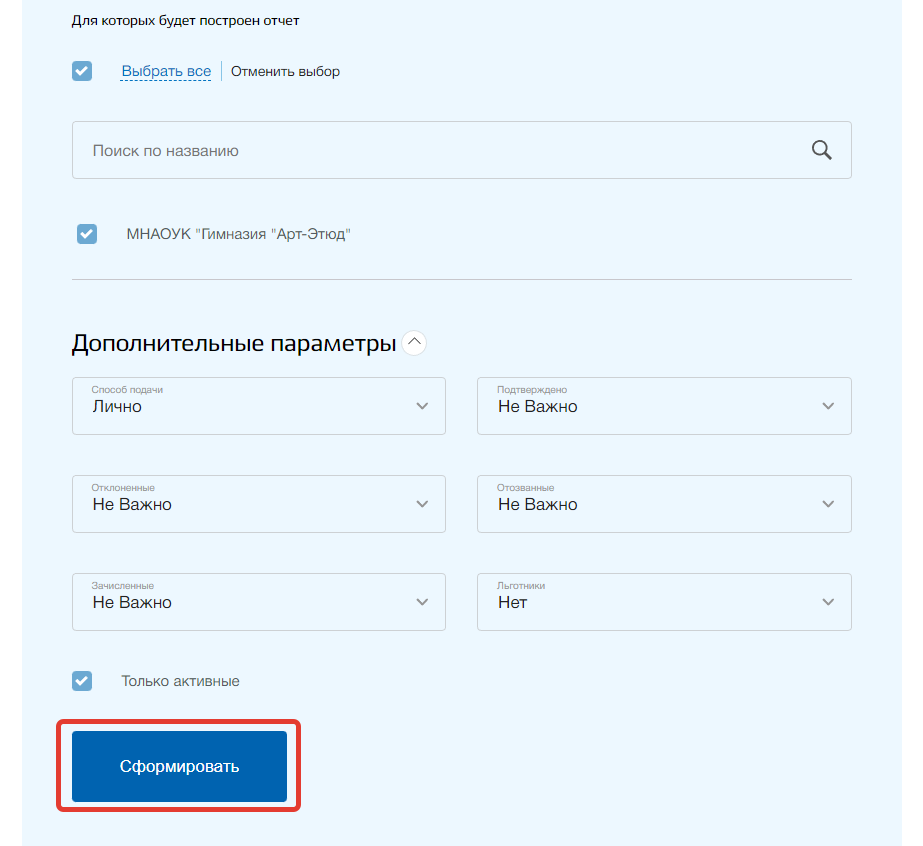 Для которых будет построен отчет
Выбрать все Отменить выбор
Поиск по названию
МНАОУК "Гимназия "Арт-Этюд"
Дополнительные параметры
Способ подачи Подтверждено
Лично Не Важно
Отклоненные Отозванные
Не Важно Не Важно
Зачисленные Льготники
Не Важно Нет
Только активные
Сформировать